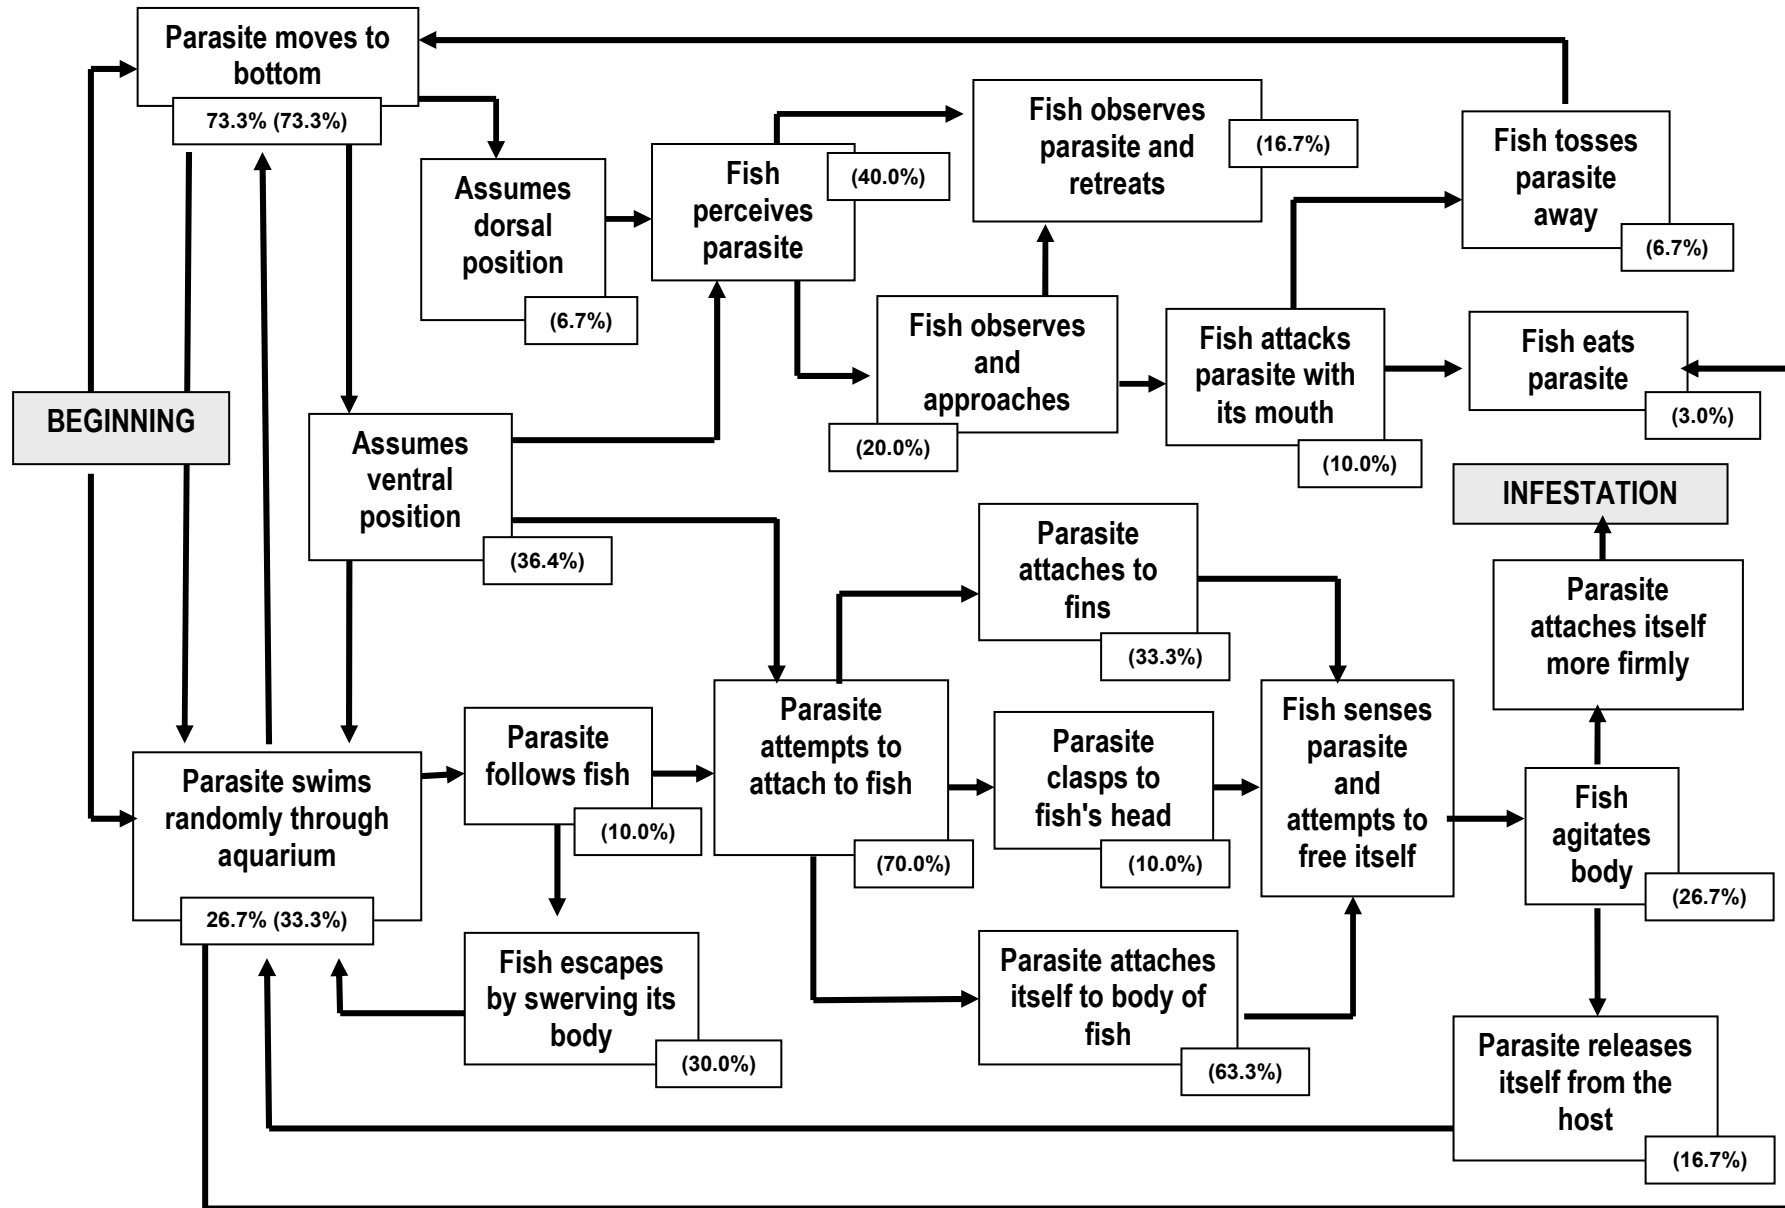 Parasite moves to
bottom
73.3% (73.3%)
Assumes
dorsal
position
(6.7%)
Fish
perceives
parasite
(40.0%)
Fish observes
parasite and
retreats
(16.7%)
Fish tosses
parasite
away
(6.7%)
Fish observes
and
approaches
(20.0%)
Fish attacks
parasite with
its mouth
(10.0%)
Fish eats
parasite
(3.0%)
BEGINNING
Assumes
ventral
position
(36.4%)
INFESTATION
Parasite
attaches to
fins
(33.3%)
Parasite
attaches itself
more firmly
Parasite swims
randomly through
aquarium
26.7% (33.3%)
Parasite
follows fish
(10.0%)
Parasite
attempts to
attach to fish
(70.0%)
Parasite
clasps to
fish's head
(10.0%)
Fish senses
parasite
and
attempts to
free itself
Fish
agitates
body
(26.7%)
Fish escapes
by swerving its
body
(30.0%)
Parasite attaches
itself to body of
fish
(63.3%)
Parasite releases
itself from the
host
(16.7%)